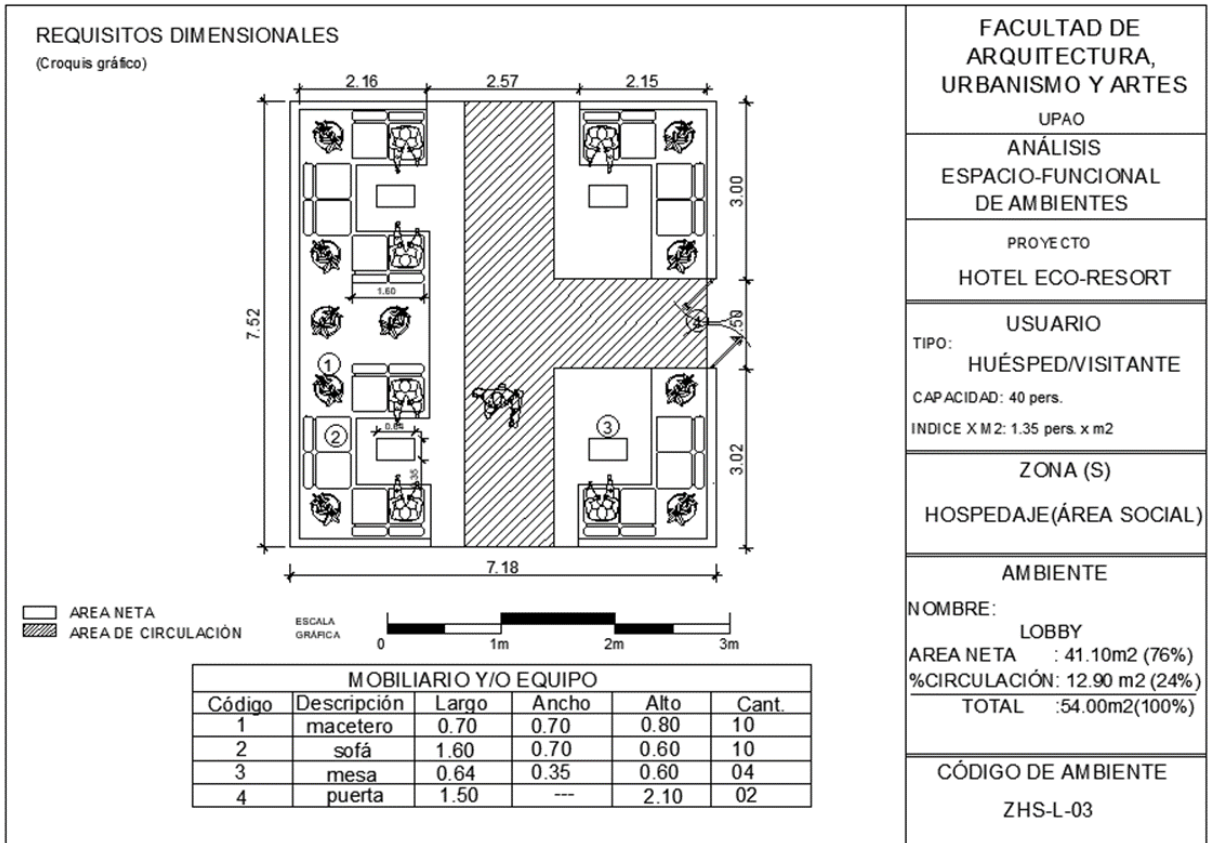 REQUISITOS DIMENSIONALES
(Croquis gráfico)
2.16
2.57
2.15
3.00
7.52
1.60
4
.50
1
2
3
0.64
.35
3.02
7.18
AREA NETA
AREA DE CIRCULACIÓN
ESCALA
GRÁFICA
0 1m 2m 3m
MOBILIARIO Y/O EQUIPO
Código Descripción Largo Ancho Alto Cant.
1 macetero 0.70 0.70 0.80 10
2 sofá 1.60 0.70 0.60 10
3 mesa 0.64 0.35 0.60 04
4 puerta 1.50 --- 2.10 02
FACULTAD DE
ARQUITECTURA,
URBANISMO Y ARTES
UPAO
ANÁLISIS
ESPACIO-FUNCIONAL
DE AMBIENTES
PROYECTO
HOTEL ECO-RESORT
USUARIO
TIPO:
HUÉSPED/VISITANTE
CAPACIDAD: 40 pers.
INDICE X M2: 1.35 pers. x m2
ZONA (S)
HOSPEDAJE(ÁREA SOCIAL)
AMBIENTE
NOMBRE:
LOBBY
AREA NETA : 41.10m2 (76%)
%CIRCULACIÓN: 12.90 m2 (24%)
TOTAL :54.00m2(100%)
CÓDIGO DE AMBIENTE
ZHS-L-03